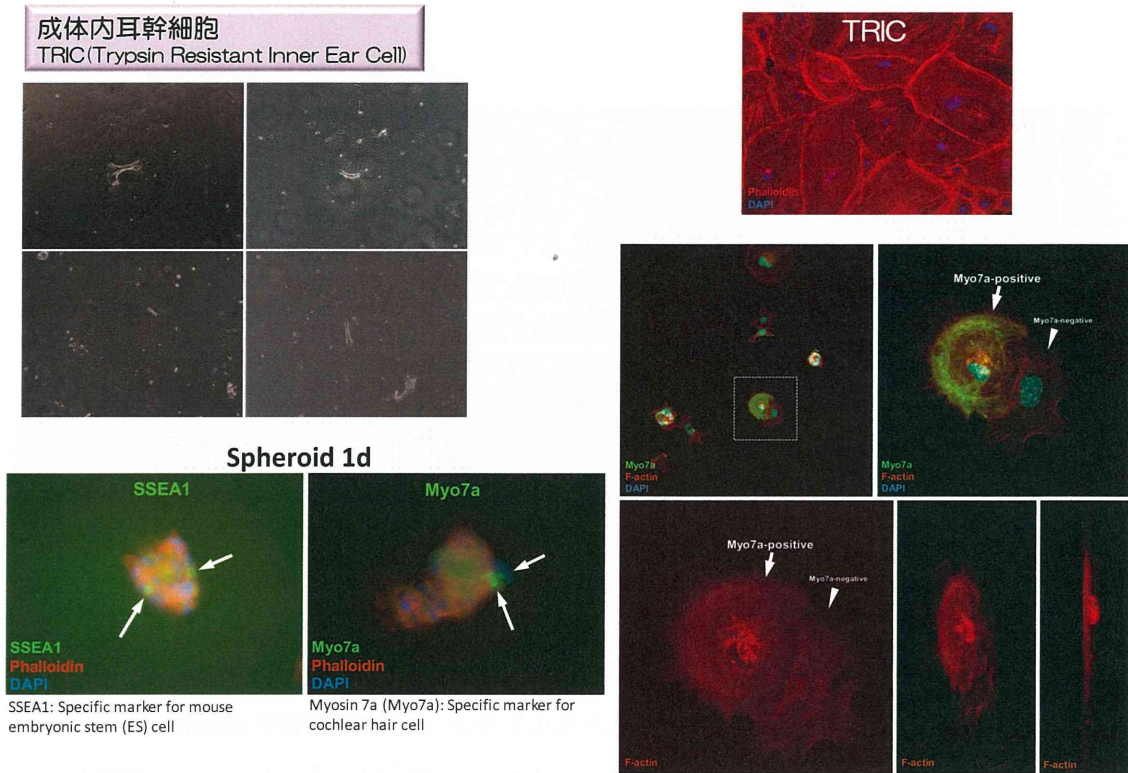 成体内耳幹細胞
TRIC(Trypsin Resistant Inner Ear Cell)
Spheroid 1d
SSEA1
SSEA1
Phalloidin
DAPI
SSEA1: Specific marker for mouse
embryonic stem (ES) cell
Myo7a
Myo7a
Phalloidin
DAPI
Myosin 7a (Myo7a): Specific marker for
cochlear hair cell
TRIC
Phalloidin
DAPI
Myo7a
F-actin
DAPI
Myo7a-positive
Myo7a-negative
Myo7a
F-actin
DAPI
Myo7a-positive
Myo7a-negative
F-actin
F-actin
F-actin